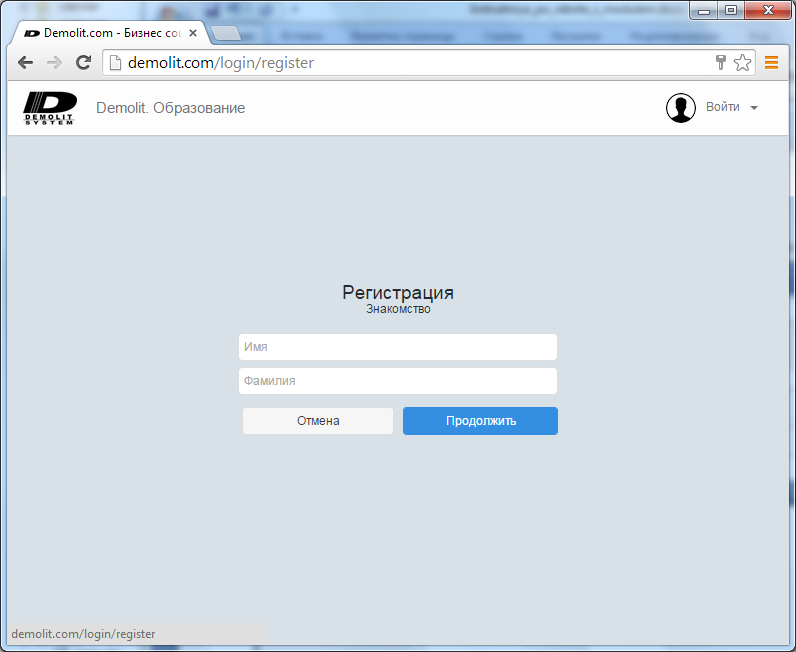 Demolit.com - Бизнес со
demolit.com/login/register
DEMOLIT
SYSTEM
Demolit. Образование
Войти
Регистрация
Знакомство
Имя
Фамилия
Отмена
Продолжить
demolit.com/login/register